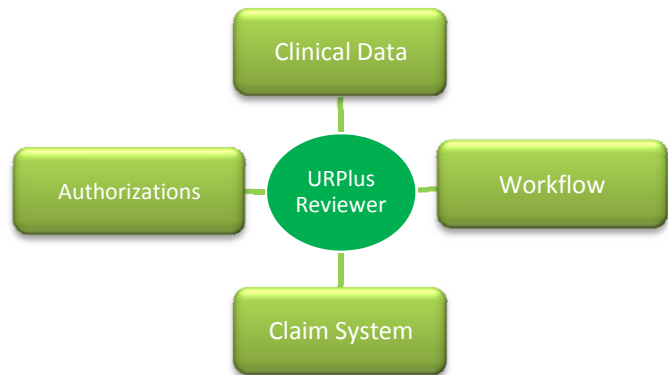 Clinical Data
Authorizations
URPlus
Reviewer
Workflow
Claim System